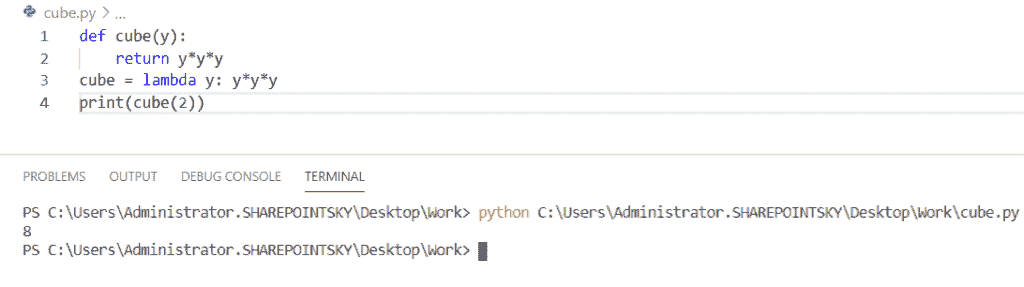 cube.py > ...
1 def cube(y):
2     return y*y*y
3 cube = lambda y: y*y*y
4 print(cube(2))
PROBLEMS OUTPUT DEBUG CONSOLE TERMINAL
PS C:\Users\Administrator.SHAREPOINTSKY\Desktop\Work> python C:\Users\Administrator.SHAREPOINTSKY\Desktop\Work\cube.py
8
PS C:\Users\Administrator.SHAREPOINTSKY\Desktop\Work>